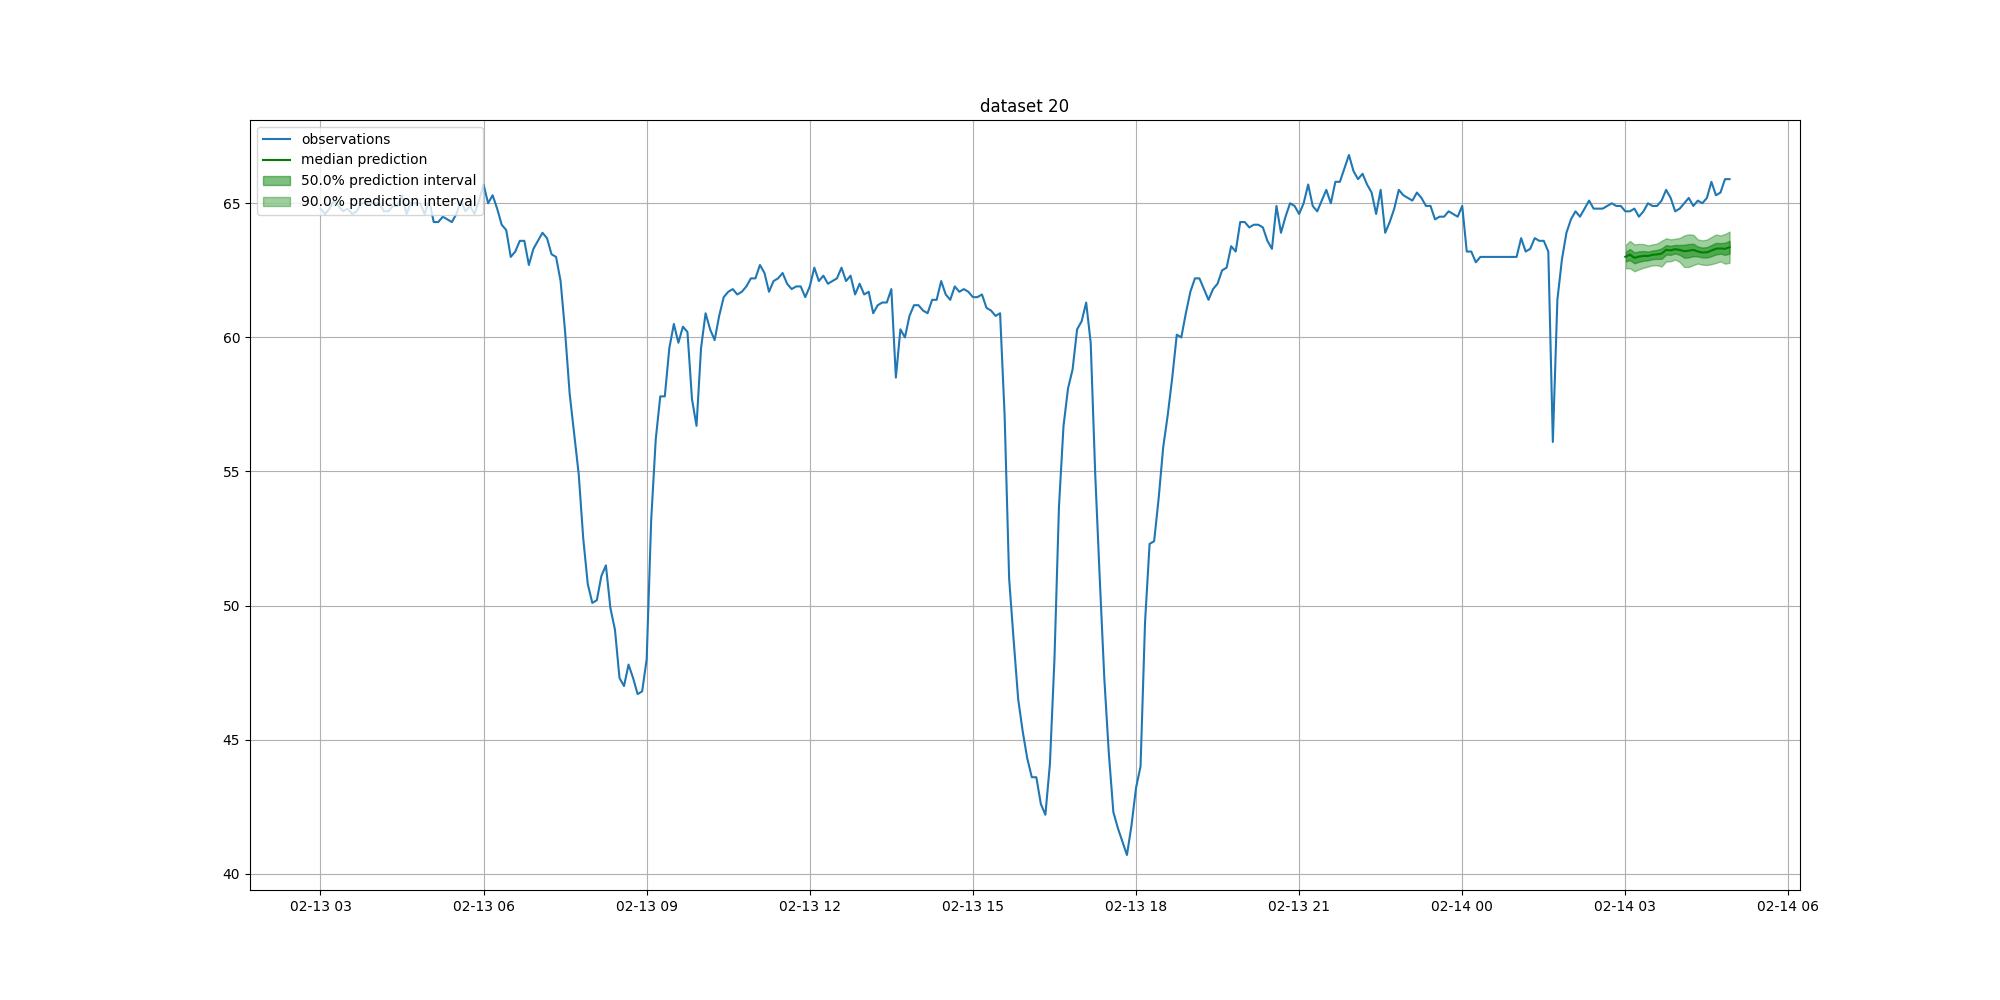 dataset 20
observations
median prediction
50.0% prediction interval
90.0% prediction interval
65
60
55
50
45
40
02-13 03 02-13 06 02-13 09 02-13 12 02-13 15 02-13 18 02-13 21 02-14 00 02-14 03 02-14 06